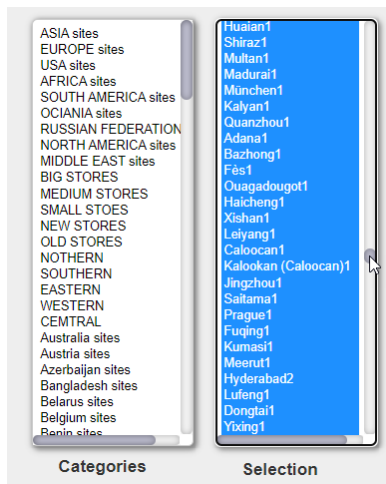 ASIA sites
EUROPE sites
USA sites
AFRICA sites
SOUTH AMERICA sites
OCIANIA sites
RUSSIAN FEDERATION
NORTH AMERICA sites
MIDDLE EAST sites
BIG STORES
MEDIUM STORES
SMALL STOES
NEW STORES
OLD STORES
NOTHERN
SOUTHERN
EASTERN
WESTERN
CEMTRAL
Australia sites
Austria sites
Azerbaijan sites
Bangladesh sites
Belarus sites
Belgium sites
Benin sites
Categories
Huaian1
Shiraz1
Multan1
Madurai1
München1
Kalyan1
Quanzhou1
Adana1
Bazhong1
Fès1
Ouagadougot1
Haicheng1
Xishan1
Leiyang1
Caloocan1
Kalookan (Caloocan)1
Jingzhou1
Saitama1
Prague1
Fuqing1
Kumasi1
Meerut1
Hyderabad2
Lufeng1
Dongtai1
Yixing1
Selection